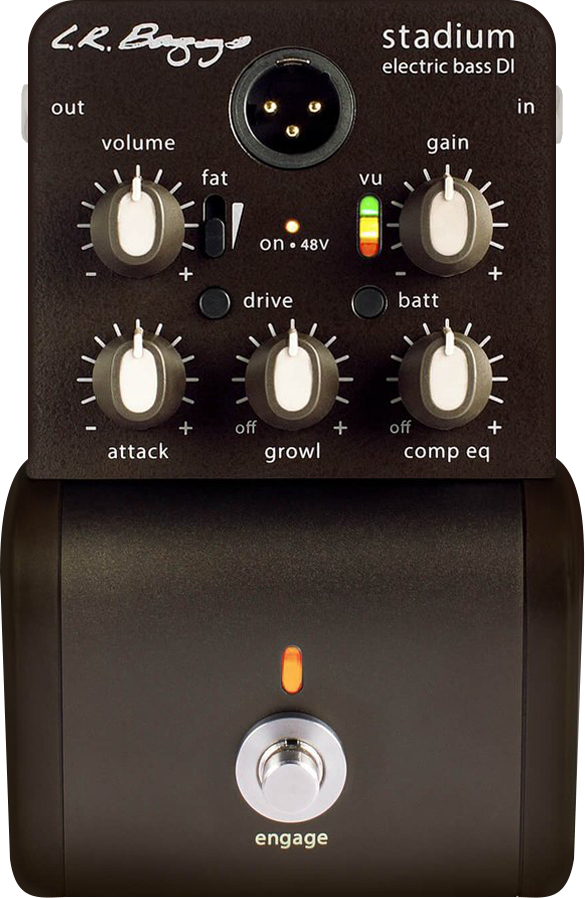 L.R. Baggs
stadium
electric bass DI
out
in
volume
gain
fat
vu
on • 48V
- +
- +
drive
batt
- +
off +
off +
attack
growl
comp eq
engage